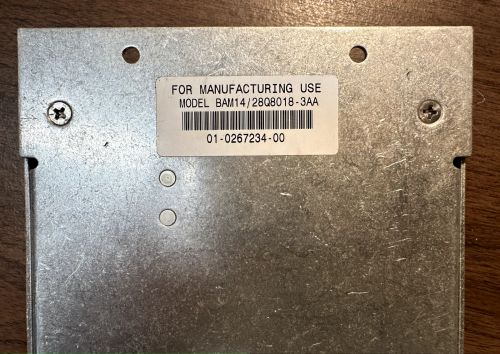 FOR MANUFACTURING USE
MODEL BAM14/28Q8018-3AA
01-0267234-00